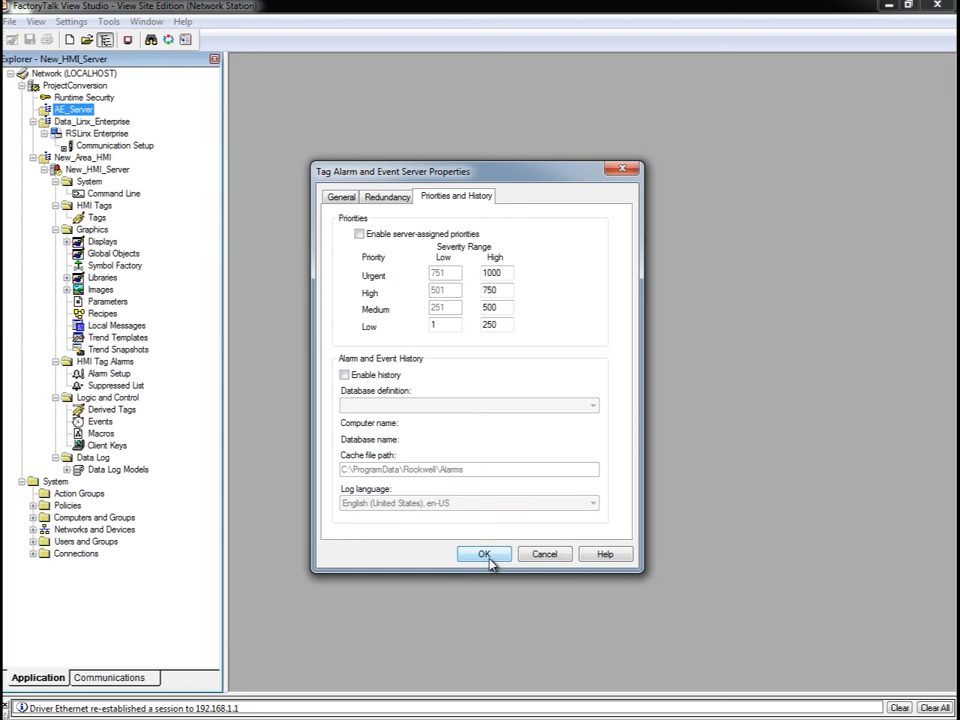 FactoryTalk View Studio - View Site Edition (Network Station)
File View Settings Tools Window Help
Explorer - New_HMI_Server
Network (LOCALHOST)
ProjectConversion
Runtime Security
AE_Server
Data_Linx_Enterprise
RSLinx Enterprise
Communication Setup
New_Area_HMI
New_HMI_Server
System
Command Line
HMI Tags
Tags
Graphics
Displays
Global Objects
Symbol Factory
Libraries
Images
Parameters
Recipes
Local Messages
Trend Templates
Trend Snapshots
HMI Tag Alarms
Alarm Setup
Suppressed List
Logic and Control
Derived Tags
Events
Macros
Client Keys
Data Log
Data Log Models
System
Action Groups
Policies
Computers and Groups
Networks and Devices
Users and Groups
Connections
Application Communications
Tag Alarm and Event Server Properties
General Redundancy Priorities and History
Priorities
Enable server-assigned priorities
Severity Range
Priority Low High
Urgent 751 1000
High 501 750
Medium 251 500
Low 1 250
Alarm and Event History
Enable history
Database definition:
Computer name:
Database name:
Cache file path:
C:\ProgramData\Rockwell\Alarms
Log language:
English (United States), en-US
OK Cancel Help
Driver Ethernet re-established a session to 192.168.1.1
Clear Clear All